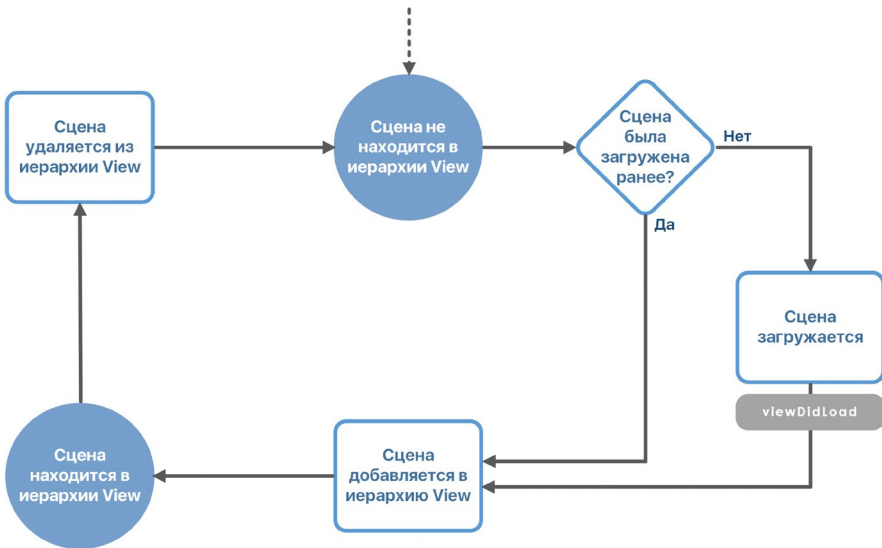 Сцена
удаляется из
иерархии View
Сцена не
находится в
иерархии View
Сцена
была
загружена
ранее?
Нет
Да
Сцена
загружается
viewDidLoad
Сцена
добавляется в
иерархию View
Сцена
находится в
иерархии View